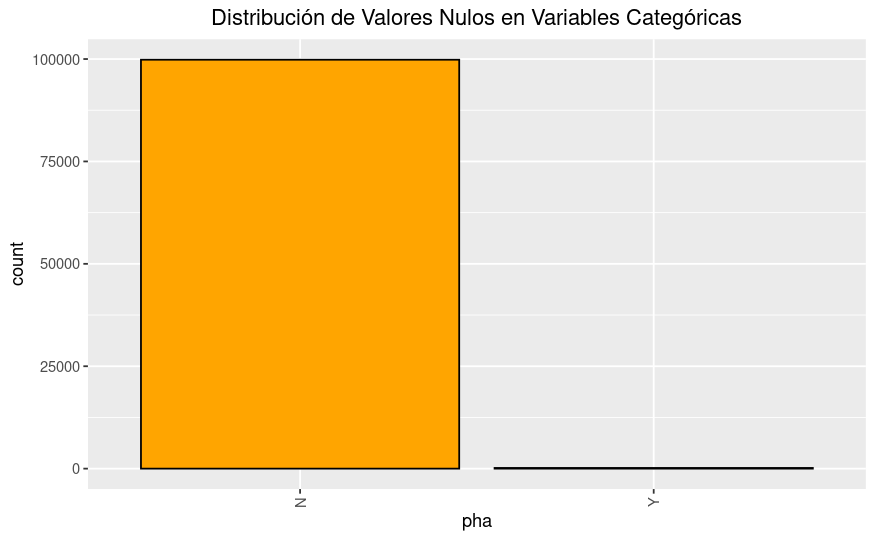 Distribución de Valores Nulos en Variables Categóricas
count
100000
75000
50000
25000
0
N
Y
pha